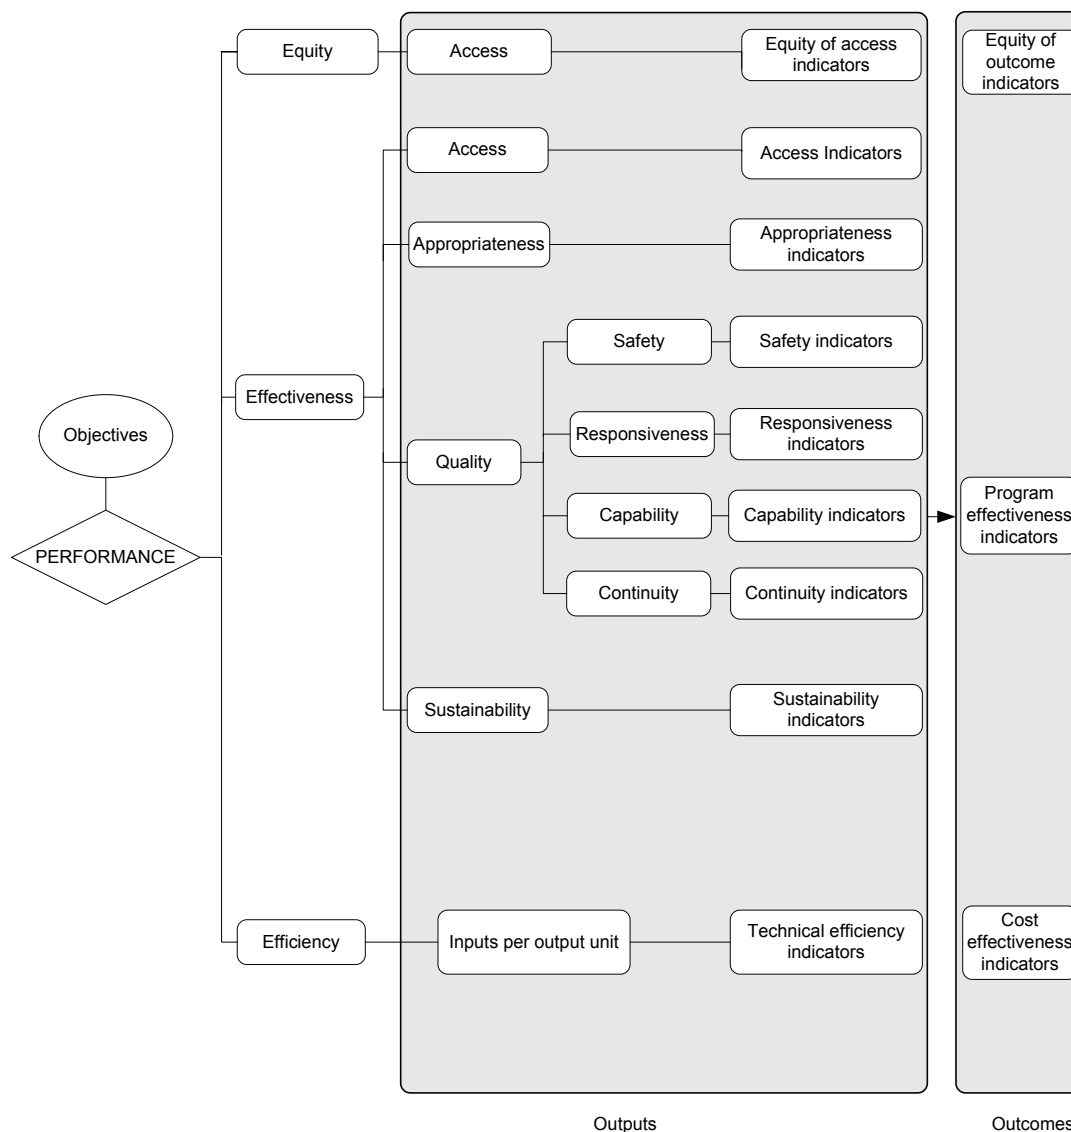 Equity
Access
Equity of access
indicators
Equity of
outcome
indicators
Access
Access Indicators
Appropriateness
Appropriateness
indicators
Safety
Safety indicators
Effectiveness
Objectives
Responsiveness
Responsiveness
indicators
Quality
Capability
Capability indicators
Program
effectiveness
indicators
PERFORMANCE
Continuity
Continuity indicators
Sustainability
Sustainability
indicators
Efficiency
Inputs per output unit
Technical efficiency
indicators
Cost
effectiveness
indicators
Outputs
Outcomes